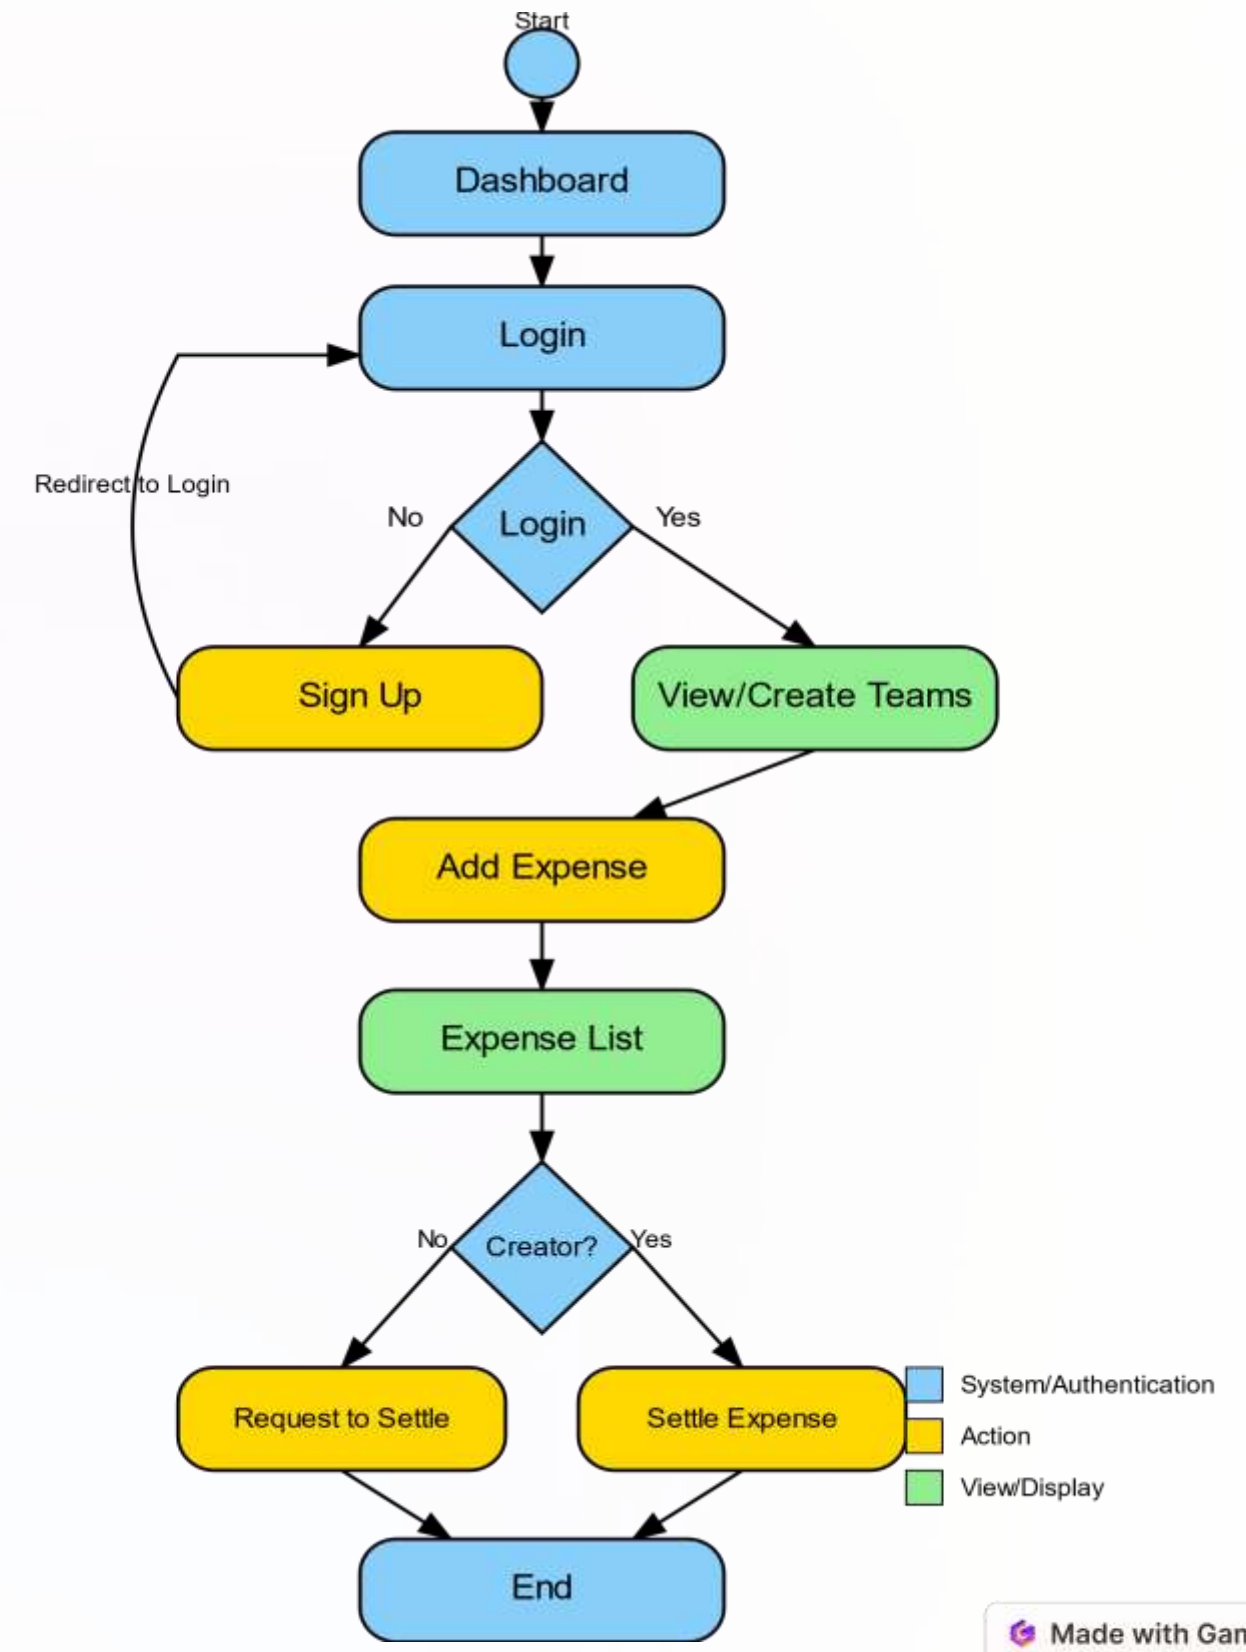 Start
Dashboard
Login
Redirect to Login
No
Login
Yes
Sign Up
View/Create Teams
Add Expense
Expense List
No
Creator?
Yes
Request to Settle
Settle Expense
System/Authentication
Action
View/Display
End
Made with Gam